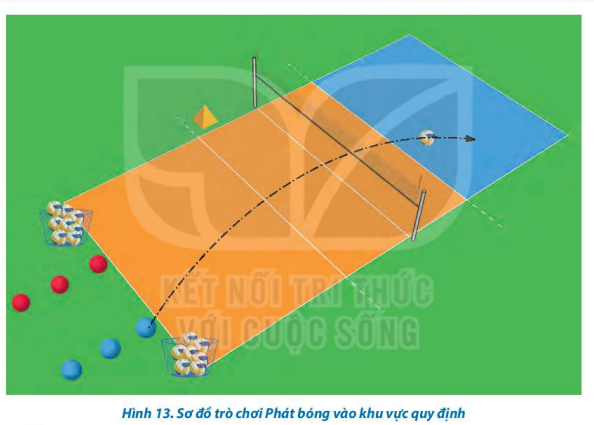 KẾT NỐI TRI THỨC
VỚI CUỘC SỐNG
Hình 13. Sơ đồ trò chơi Phát bóng vào khu vực quy định